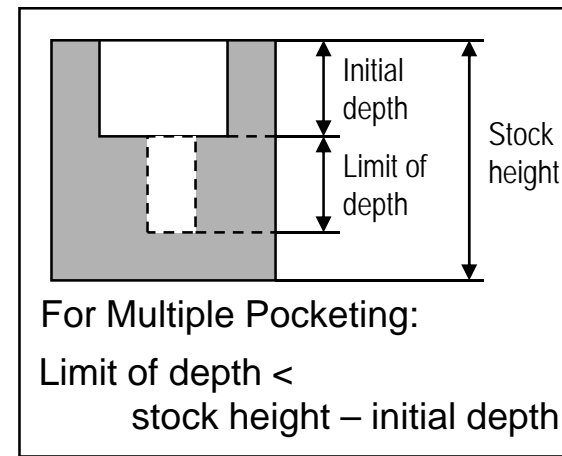 Initial
depth
Limit of
depth
Stock
height
For Multiple Pocketing:
Limit of depth <
stock height – initial depth